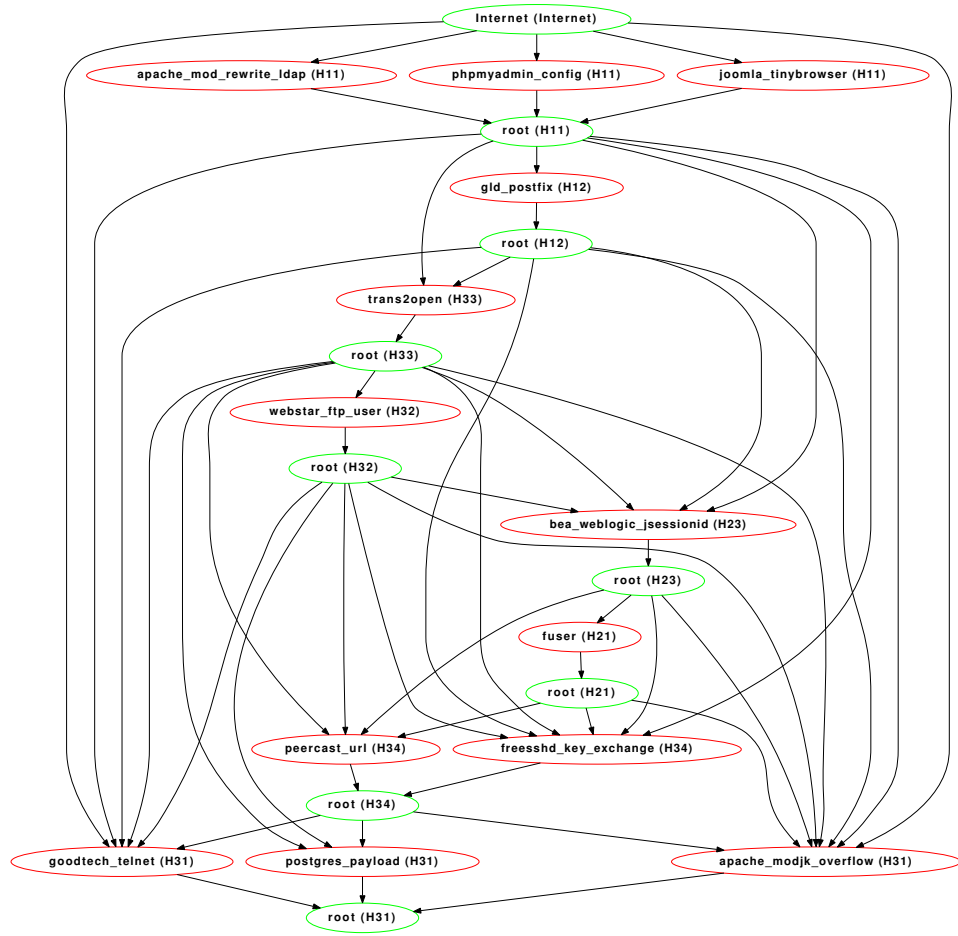 Internet (Internet)
apache_mod_rewrite_ldap (H11)
phpmyadmin_config (H11)
joomla_tinybrowser (H11)
root (H11)
gld_postfix (H12)
root (H12)
trans2open (H33)
root (H33)
webstar_ftp_user (H32)
root (H32)
bea_weblogic_jsessionid (H23)
root (H23)
fuser (H21)
root (H21)
peercast_url (H34)
freesshd_key_exchange (H34)
root (H34)
goodtech_telnet (H31)
postgres_payload (H31)
apache_modjk_overflow (H31)
root (H31)